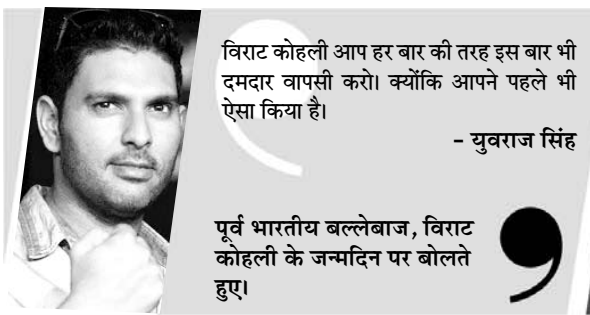 विराट कोहली आप हर बार की तरह इस बार भी
दमदार वापसी करो। क्योंकि आपने पहले भी
ऐसा किया है।
- युवराज सिंह
पूर्व भारतीय बल्लेबाज, विराट
कोहली के जन्मदिन पर बोलते
हुए।